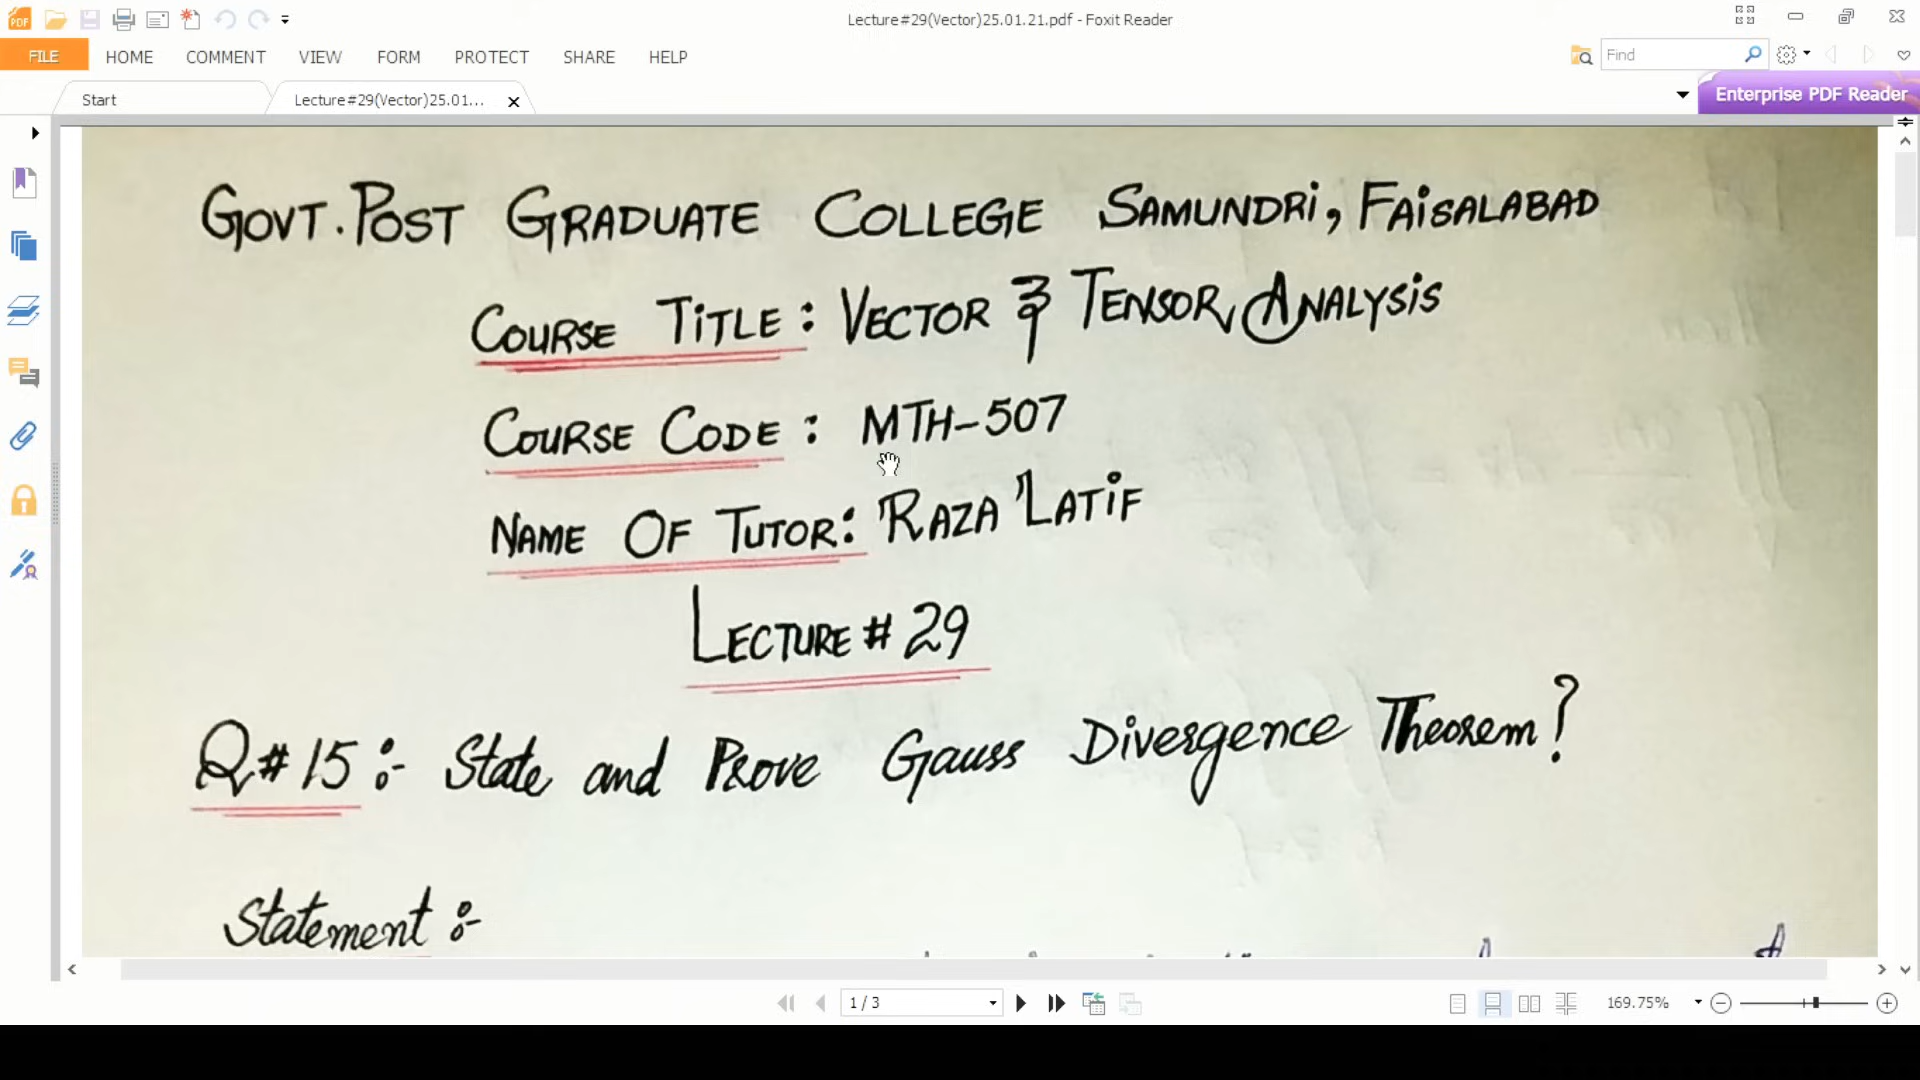 Lecture#29(Vector)25.01.21.pdf - Foxit Reader
FILE HOME COMMENT VIEW FORM PROTECT SHARE HELP
Find
Start
Lecture#29(Vector)25.01...
Enterprise PDF Reader
GOVT. POST GRADUATE COLLEGE SAMUNDRI, FAISALABAD
COURSE TITLE: VECTOR & TENSOR ANALYSIS
COURSE CODE: MTH-507
NAME OF TUTOR: RAZA LATIF
LECTURE # 29
Q# 15:- State and Prove Gauss Divergence Theorem?
Statement:-
1 / 3
169.75%